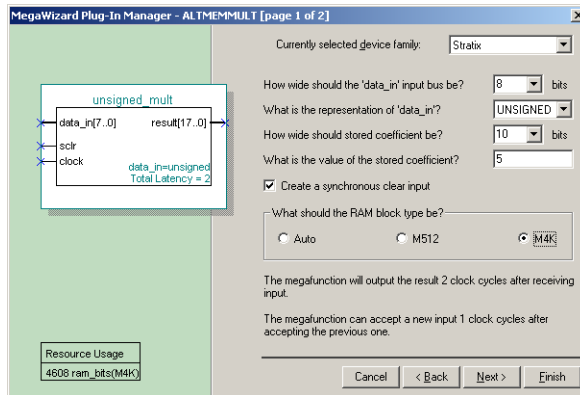 MegaWizard Plug-In Manager - ALTMEMMULT [page 1 of 2]
Currently selected device family: Stratix
unsigned_mult
data_in[7..0] result[17..0]
sclr
clock
data_in=unsigned
Total Latency = 2
How wide should the 'data_in' input bus be? 8 bits
What is the representation of 'data_in'? UNSIGNED
How wide should stored coefficient be? 10 bits
What is the value of the stored coefficient? 5
Create a synchronous clear input
What should the RAM block type be?
Auto M512 M4K
The megafunction will output the result 2 clock cycles after receiving
input.
The megafunction can accept a new input 1 clock cycles after
accepting the previous one.
Resource Usage
4608 ram_bits(M4K)
Cancel < Back Next > Finish